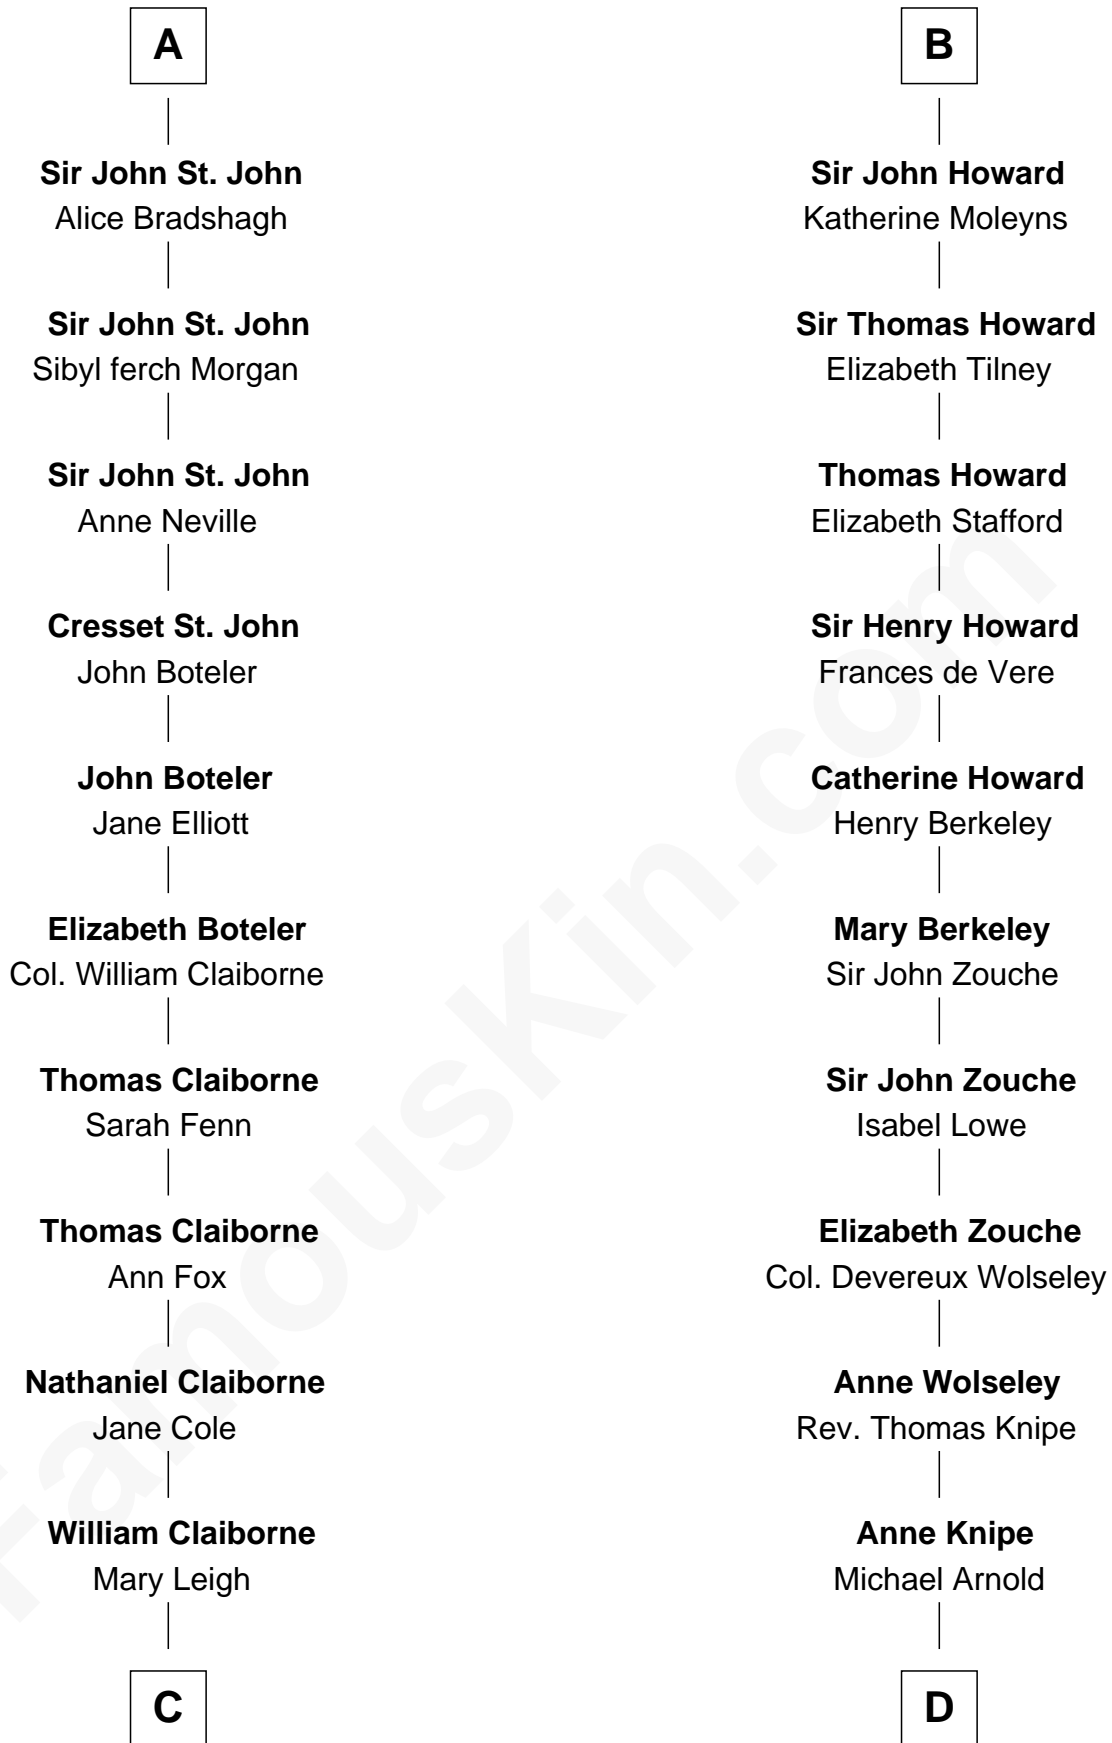 A
Sir John St. John
Alice Bradshagh
Sir John St. John
Sibyl ferch Morgan
Sir John St. John
Anne Neville
Cresset St. John
John Boteler
John Boteler
Jane Elliott
Elizabeth Boteler
Col. William Claiborne
Thomas Claiborne
Sarah Fenn
Thomas Claiborne
Ann Fox
Nathaniel Claiborne
Jane Cole
William Claiborne
Mary Leigh
C
B
Sir John Howard
Katherine Moleyns
Sir Thomas Howard
Elizabeth Tilney
Thomas Howard
Elizabeth Stafford
Sir Henry Howard
Frances de Vere
Catherine Howard
Henry Berkeley
Mary Berkeley
Sir John Zouche
Sir John Zouche
Isabel Lowe
Elizabeth Zouche
Col. Devereux Wolseley
Anne Wolseley
Rev. Thomas Knipe
Anne Knipe
Michael Arnold
D
FamousKin.com